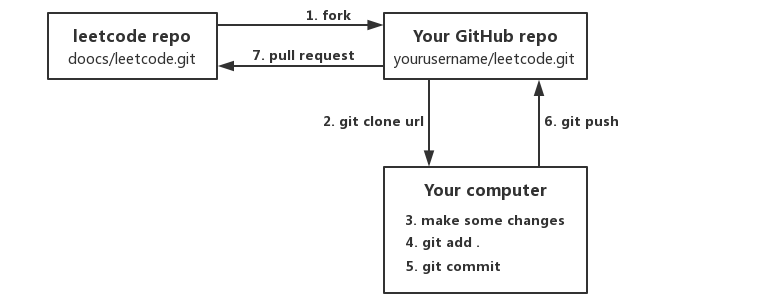 leetcode repo
doocs/leetcode.git
1. fork
7. pull request
Your GitHub repo
yourusername/leetcode.git
2. git clone url
6. git push
Your computer
3. make some changes
4. git add .
5. git commit